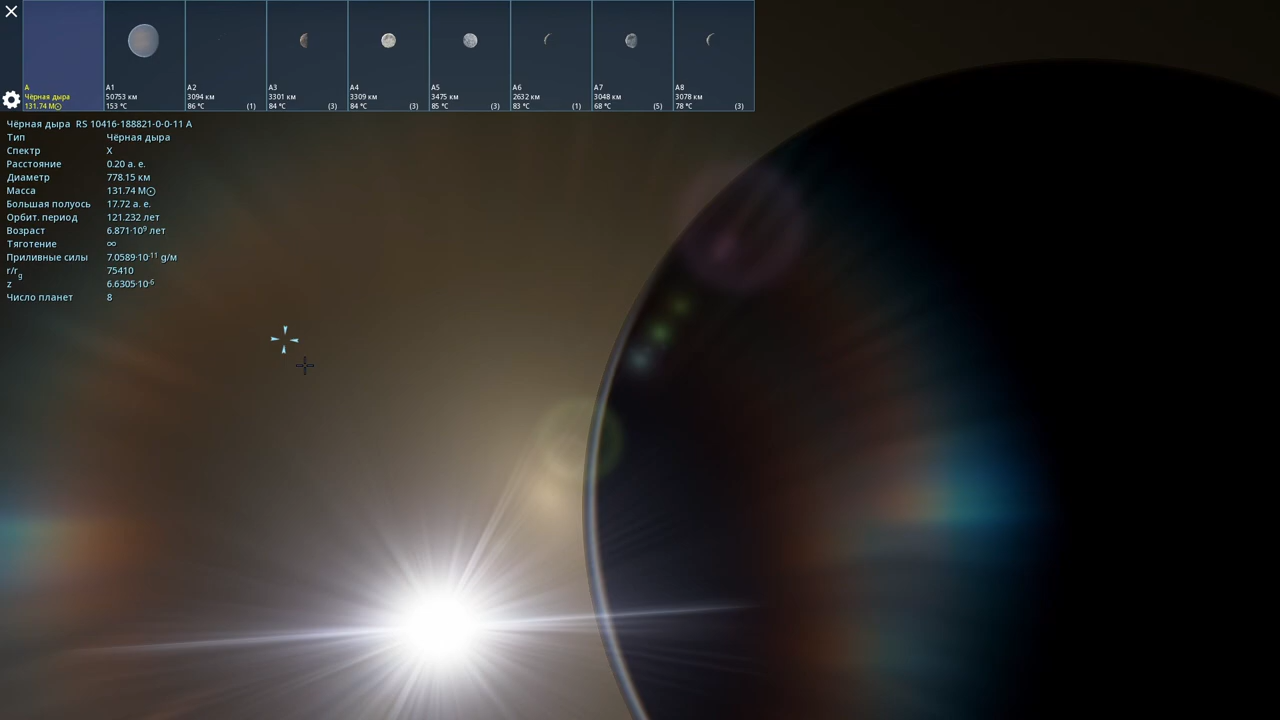 A
Чёрная дыра
131.74 M☉
A1
50753 км
153 °C
A2
3094 км
86 °C (1)
A3
3301 км
84 °C (3)
A4
3309 км
84 °C (3)
A5
3475 км
85 °C (3)
A6
2632 км
83 °C (1)
A7
3048 км
68 °C (5)
A8
3078 км
78 °C (3)
Чёрная дыра RS 10416-188821-0-0-11 A
Тип Чёрная дыра
Спектр X
Расстояние 0.20 а. е.
Диаметр 778.15 км
Масса 131.74 M☉
Большая полуось 17.72 а. е.
Орбит. период 121.232 лет
Возраст 6.871·10⁹ лет
Тяготение ∞
Приливные силы 7.0589·10⁻¹¹ g/м
r/rg 75410
z 6.6305·10⁻⁶
Число планет 8